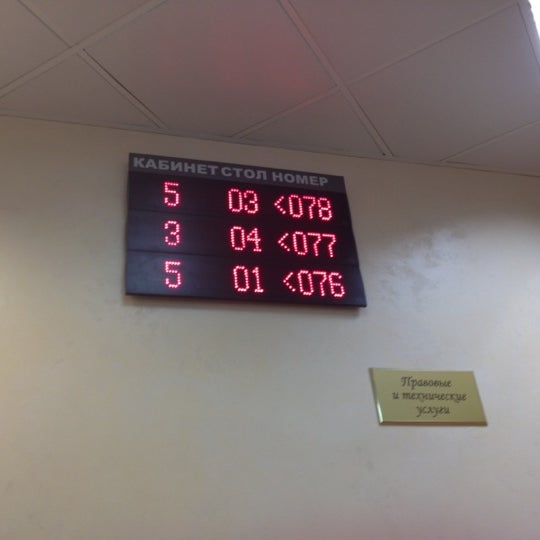 КАБИНЕТ СТОЛ НОМЕР
5 03 <078
3 04 <077
5 01 <076
Правовые
и технические
услуги